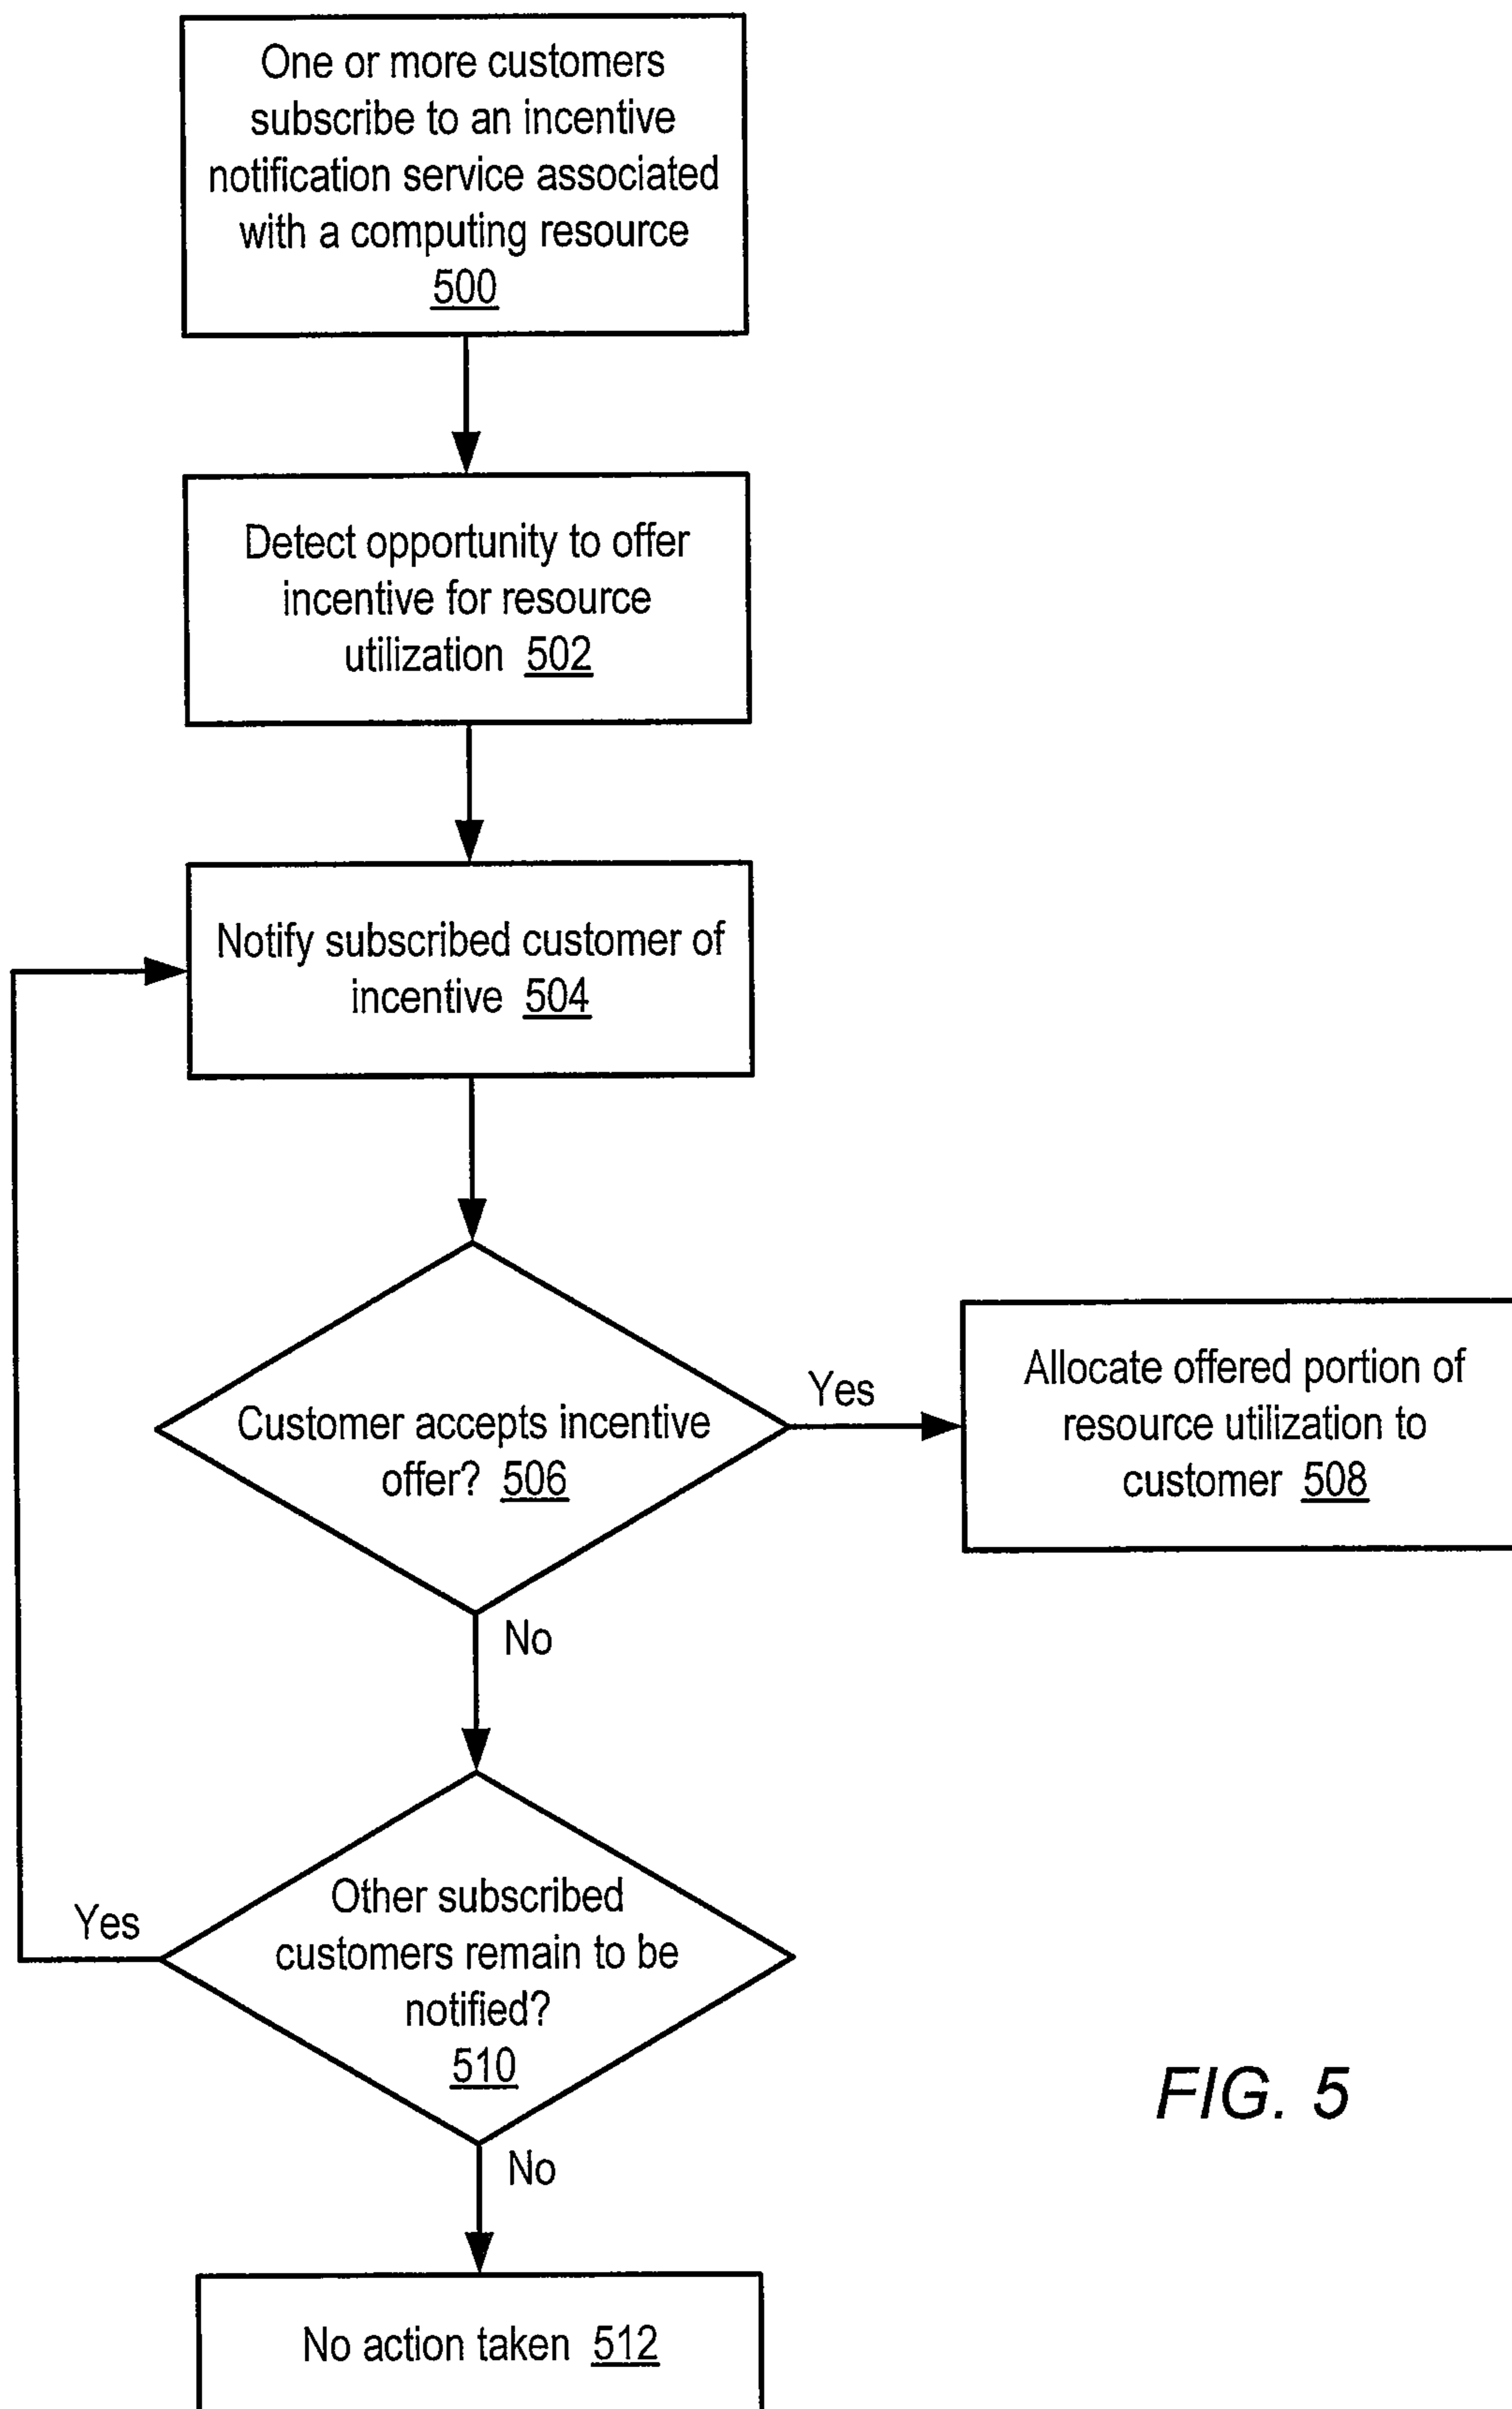 One or more customers
subscribe to an incentive
notification service associated
with a computing resource
500
Detect opportunity to offer
incentive for resource
utilization 502
Notify subscribed customer of
incentive 504
Customer accepts incentive
offer? 506
Yes
Allocate offered portion of
resource utilization to
customer 508
No
Other subscribed
customers remain to be
notified?
510
Yes
No
No action taken 512
FIG. 5